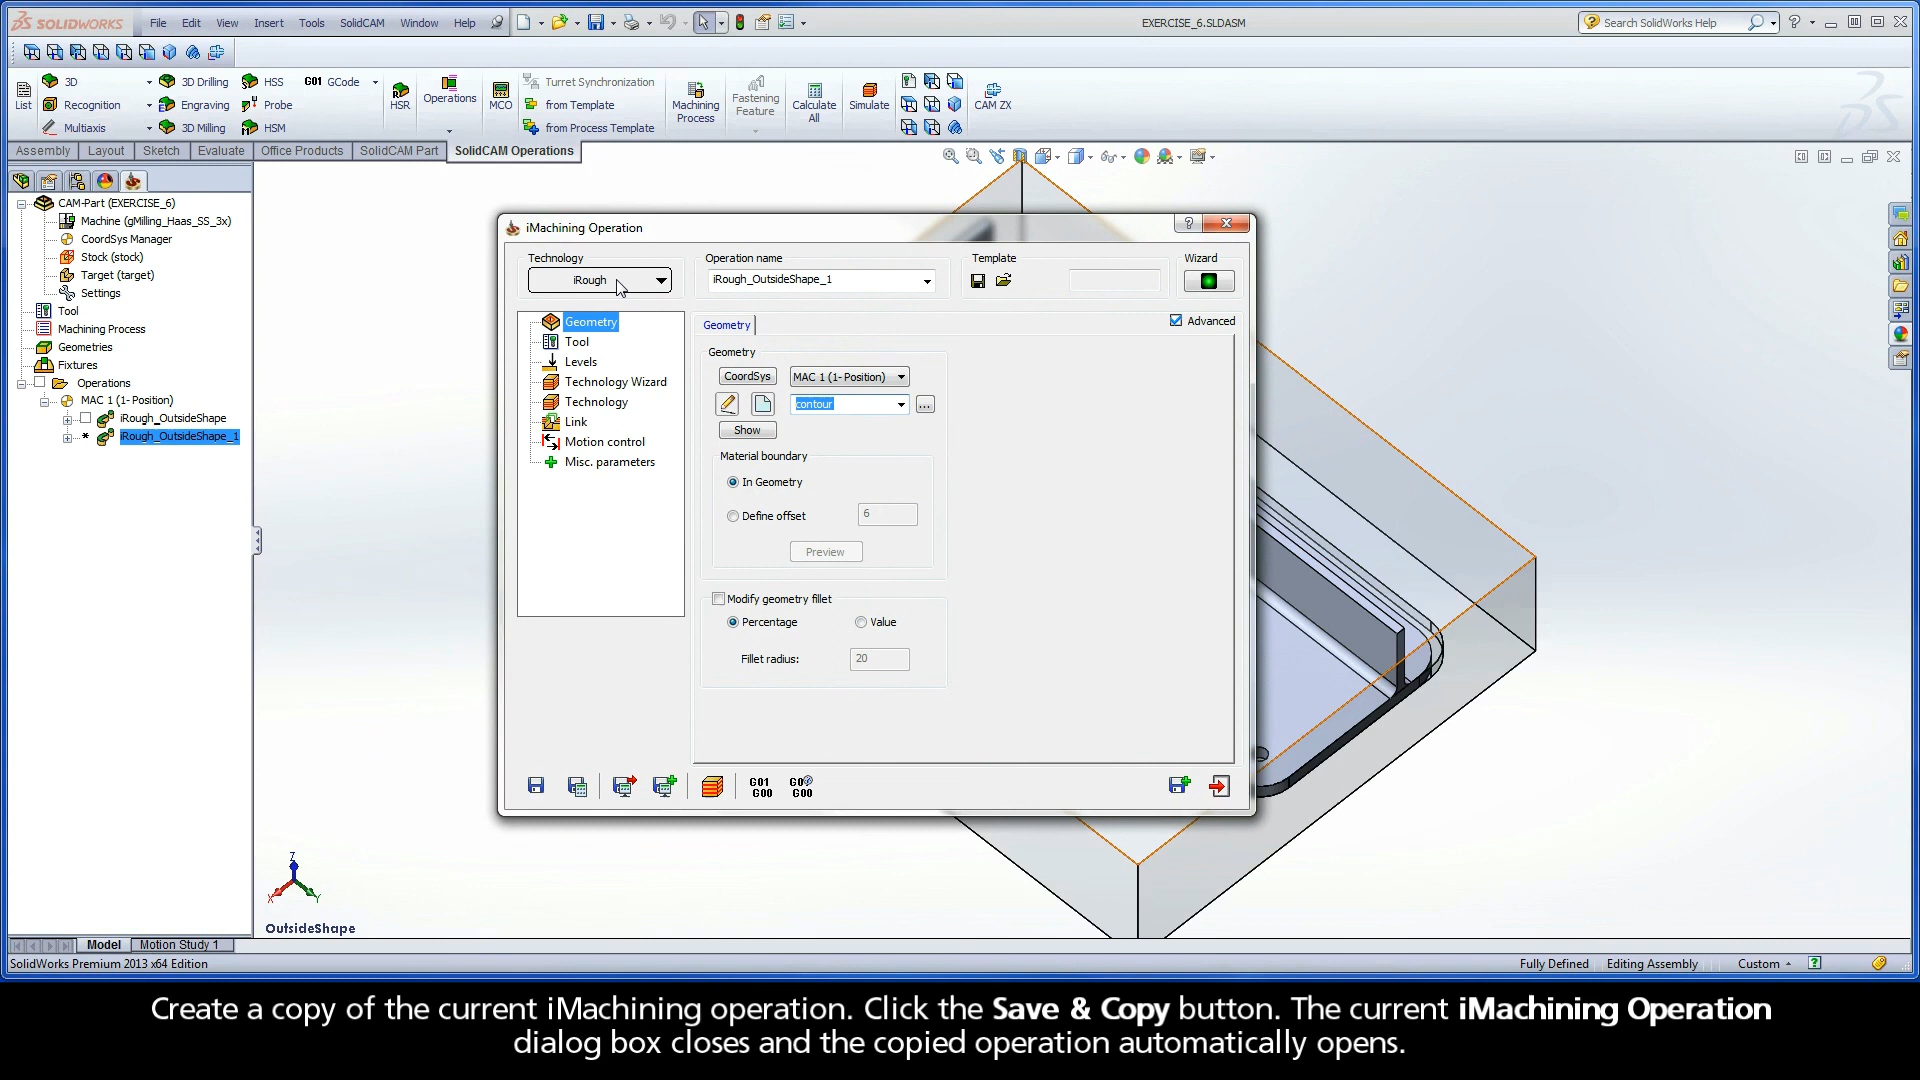 SOLIDWORKS File Edit View Insert Tools SolidCAM Window Help EXERCISE_6.SLDASM Search SolidWorks Help
3D 3D Drilling HSS G01 GCode Turret Synchronization
List Recognition Engraving Probe HSR Operations MCO from Template Machining Process Fastening Feature Calculate All Simulate CAM ZX
Multiaxis 3D Milling HSM from Process Template
Assembly Layout Sketch Evaluate Office Products SolidCAM Part SolidCAM Operations
CAM-Part (EXERCISE_6)
Machine (gMilling_Haas_SS_3x)
CoordSys Manager
Stock (stock)
Target (target)
Settings
Tool
Machining Process
Geometries
Fixtures
Operations
MAC 1 (1- Position)
iRough_OutsideShape
* iRough_OutsideShape_1
iMachining Operation
Technology Operation name Template Wizard
iRough iRough_OutsideShape_1
Geometry
Tool
Levels
Technology Wizard
Technology
Link
Motion control
Misc. parameters
Geometry Advanced
Geometry
CoordSys MAC 1 (1- Position)
contour ...
Show
Material boundary
In Geometry
Define offset 6
Preview
Modify geometry fillet
Percentage Value
Fillet radius: 20
G01 G00
G00
Z
X Y
OutsideShape
Model Motion Study 1
SolidWorks Premium 2013 x64 Edition Fully Defined Editing Assembly Custom
Create a copy of the current iMachining operation. Click the Save & Copy button. The current iMachining Operation
dialog box closes and the copied operation automatically opens.